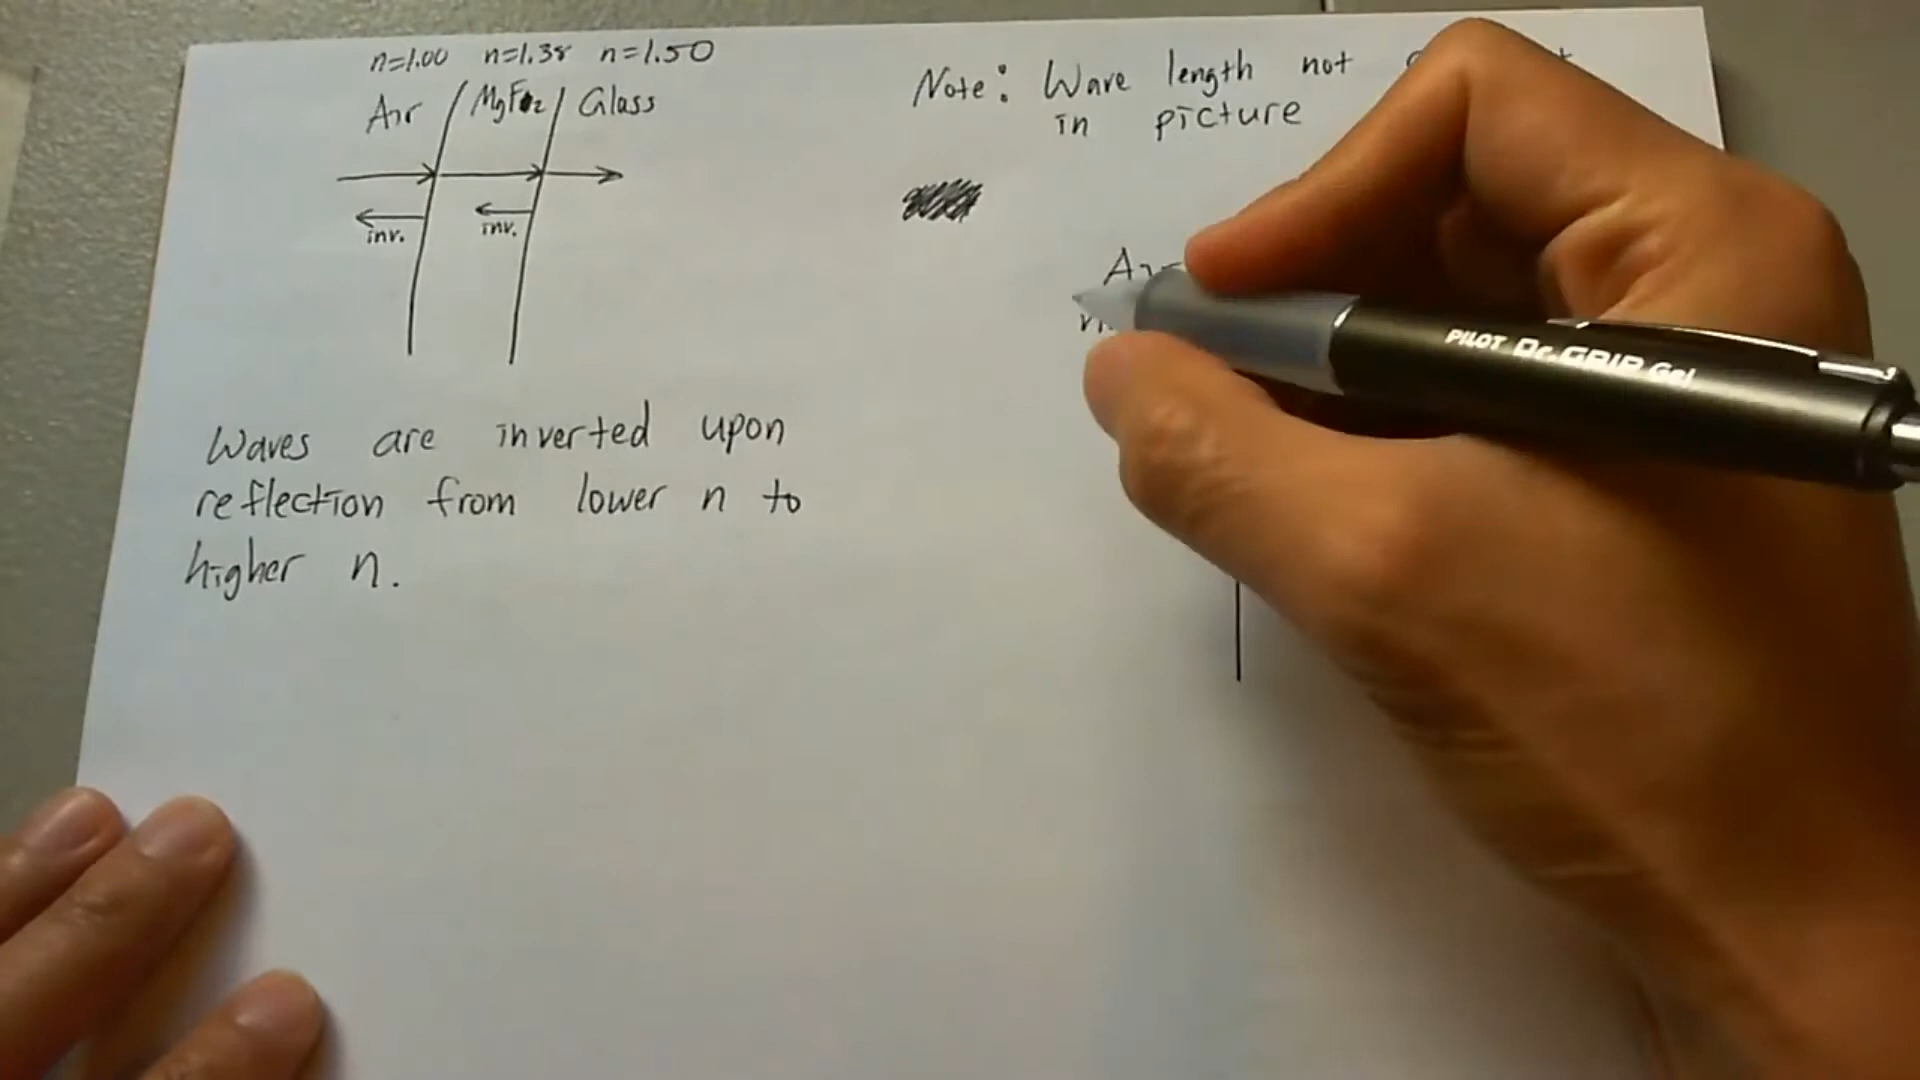 n=1.00 n=1.38 n=1.50
Air MgF2 Glass
inv. inv.
Waves are inverted upon
reflection from lower n to
higher n.
Note: Wave length not
in picture
PILOT Dr. GRIP Gel